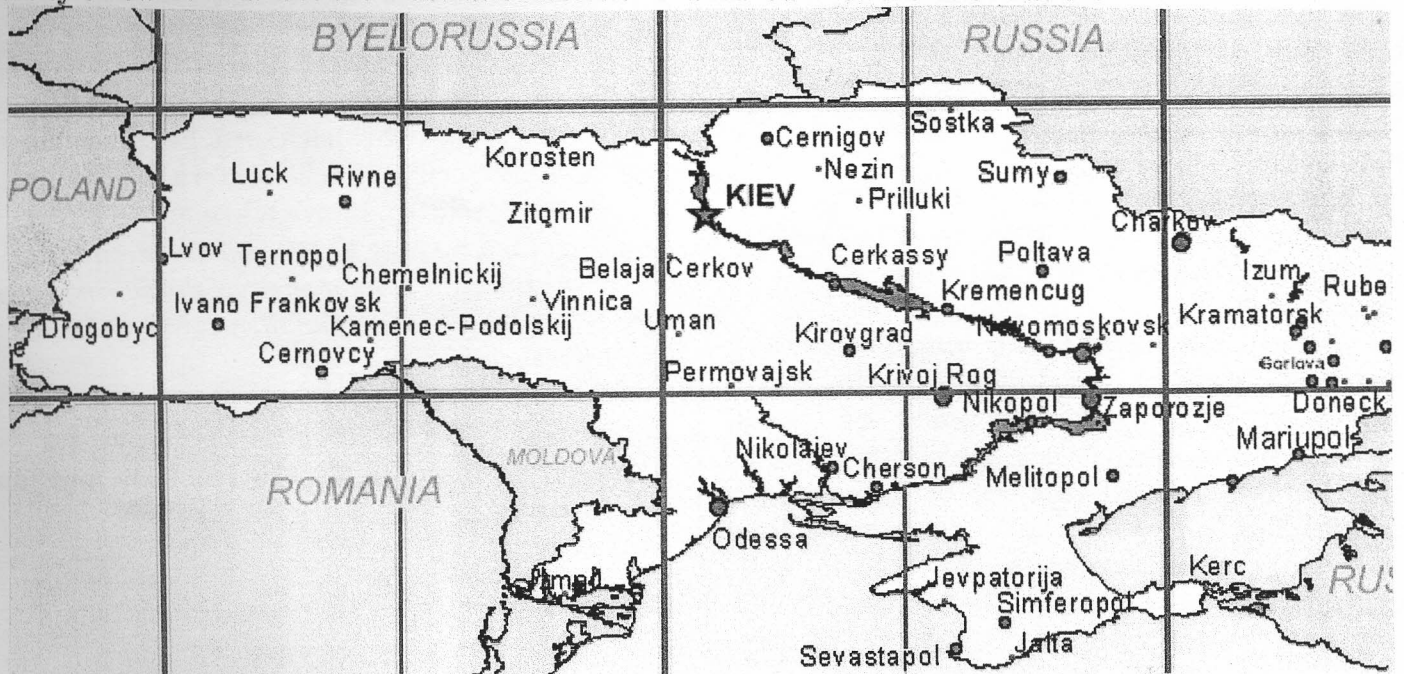 BYELORUSSIA
RUSSIA
Sostka
Cernigov
Korosten
Nezin
Luck
Rivne
Sumy
POLAND
KIEV
Prilluki
Zitomir
Charkov
Lvov
Ternopol
Cerkassy
Poltava
Chemelnickij
Belaja Cerkov
Izum
Rube
Ivano Frankovsk
Vinnica
Kremencug
Kramatorsk
Drogobyc
Kamenec-Podolskij
Uman
Kirovgrad
Novomoskovsk
Cernovcy
Gorlova
Permovajsk
Krivoj Rog
Nikopol
Zaporozje
Doneck
Mariupol
Nikolajev
MOLDOVA
Cherson
Melitopol
ROMANIA
Odessa
Kerc
Jevpatorija
RUS
Simferopol
Jalta
Sevastapol